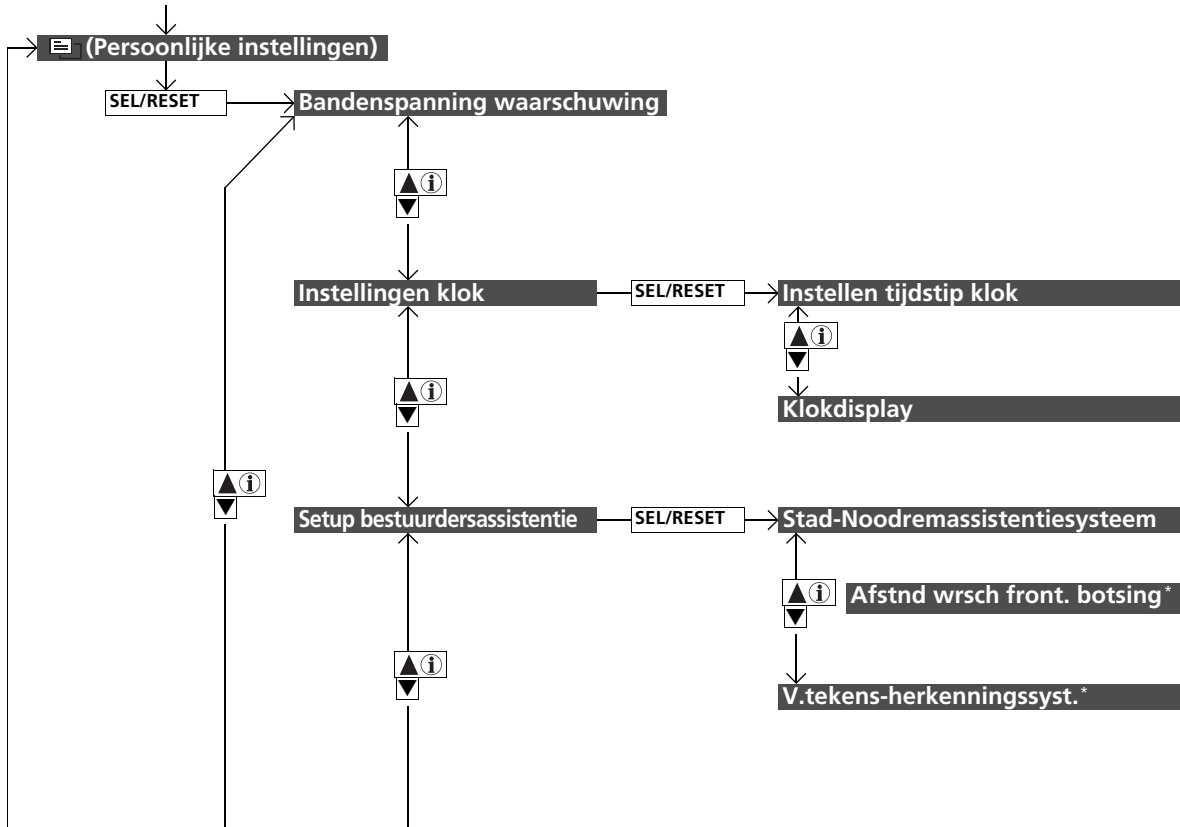 (Persoonlijke instellingen)
SEL/RESET
Bandenspanning waarschuwing
i
i
Instellingen klok
SEL/RESET
Instellen tijdstip klok
i
Klokdisplay
i
i
Setup bestuurdersassistentie
SEL/RESET
Stad-Noodremassistentiesysteem
i
Afstnd wrsch front. botsing*
i
V.tekens-herkenningssyst.*